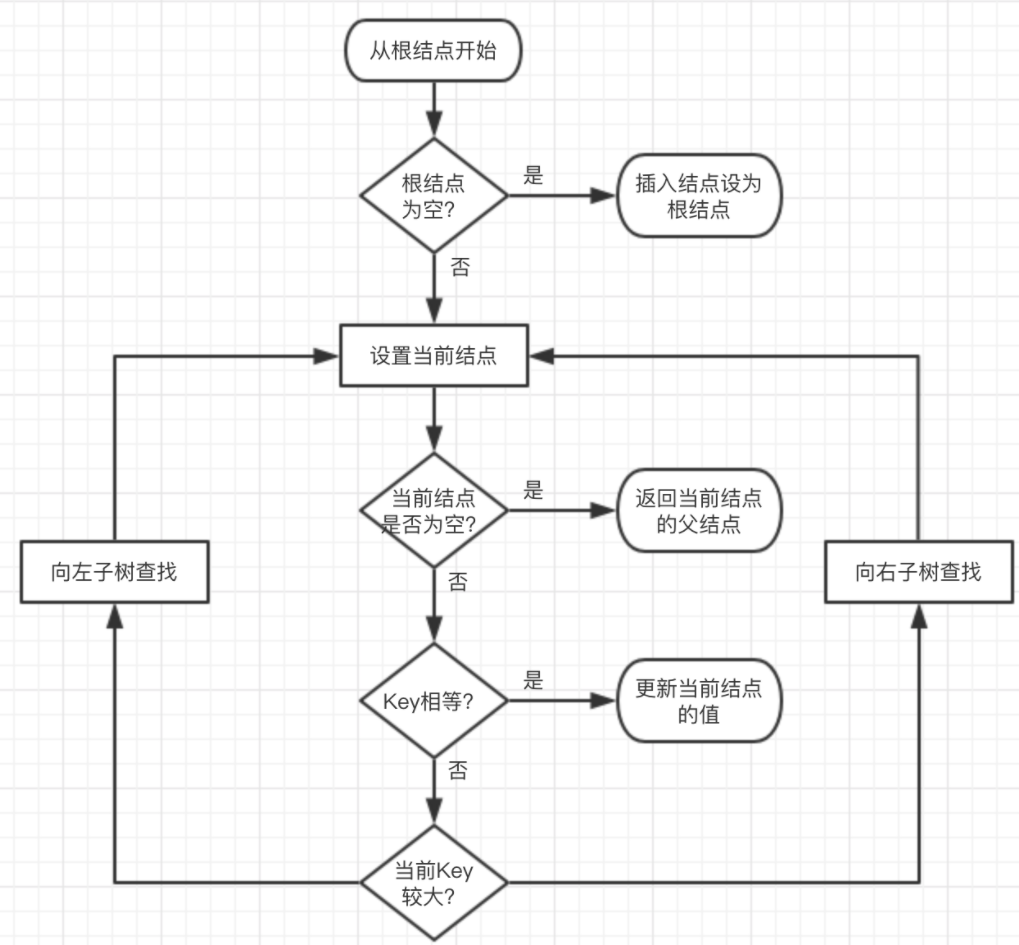 从根结点开始
根结点
为空?
是
插入结点设为
根结点
否
设置当前结点
当前结点
是否为空?
是
返回当前结点
的父结点
否
向左子树查找
向右子树查找
Key相等?
是
更新当前结点
的值
否
当前Key
较大?